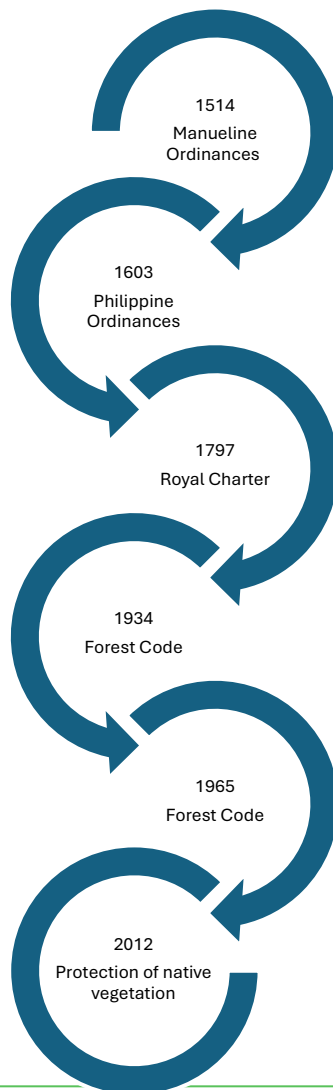 1514
Manueline
Ordinances
1603
Philippine
Ordinances
1797
Royal Charter
1934
Forest Code
1965
Forest Code
2012
Protection of native
vegetation